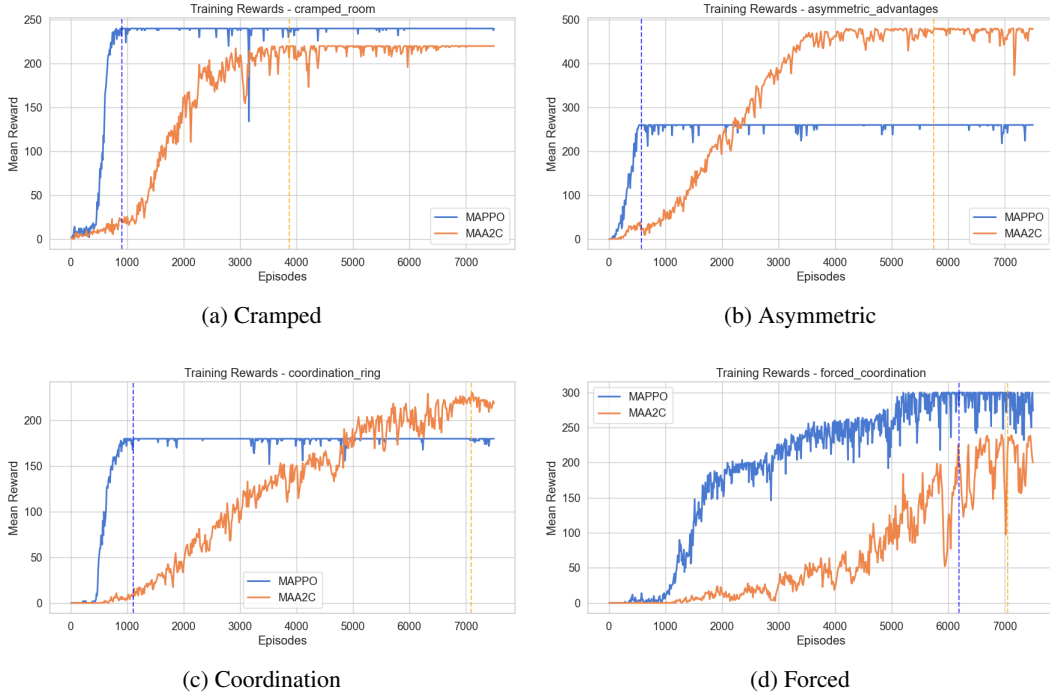 Training Rewards - cramped_room
250
200
150
100
50
0
Mean Reward
0 1000 2000 3000 4000 5000 6000 7000
Episodes
MAPPO
MAA2C
(a) Cramped
Training Rewards - asymmetric_advantages
500
400
300
200
100
0
Mean Reward
0 1000 2000 3000 4000 5000 6000 7000
Episodes
MAPPO
MAA2C
(b) Asymmetric
Training Rewards - coordination_ring
200
150
100
50
0
Mean Reward
0 1000 2000 3000 4000 5000 6000 7000
Episodes
MAPPO
MAA2C
(c) Coordination
Training Rewards - forced_coordination
300
250
200
150
100
50
0
Mean Reward
0 1000 2000 3000 4000 5000 6000 7000
Episodes
MAPPO
MAA2C
(d) Forced